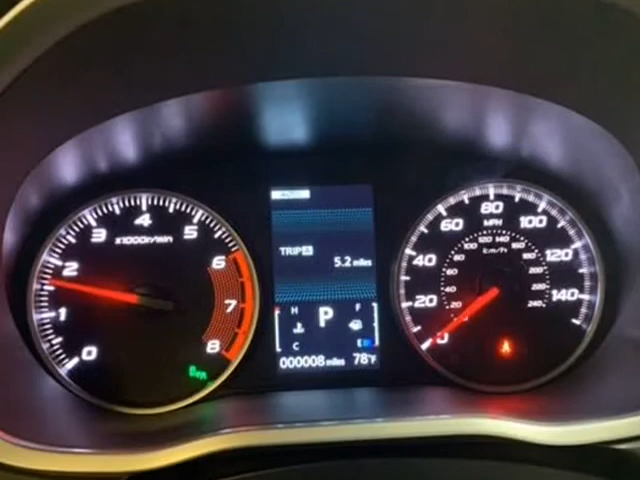 0 1 2 3 4 5 6 7 8
x1000r/min
TRIP
5.2 miles
H F
P
C E
000008 miles 78°F
0 20 40 60 80 100 120 140
MPH
20 40 60 80 100 120 140 160 180 200 220 240
km/h